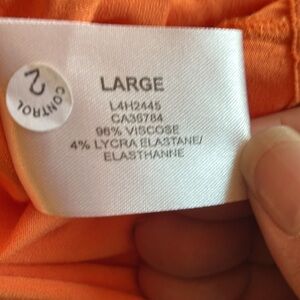 2
CONTROL
LARGE
L4H2445
CA36784
96% VISCOSE
4% LYCRA ELASTANE/
ELASTHANNE